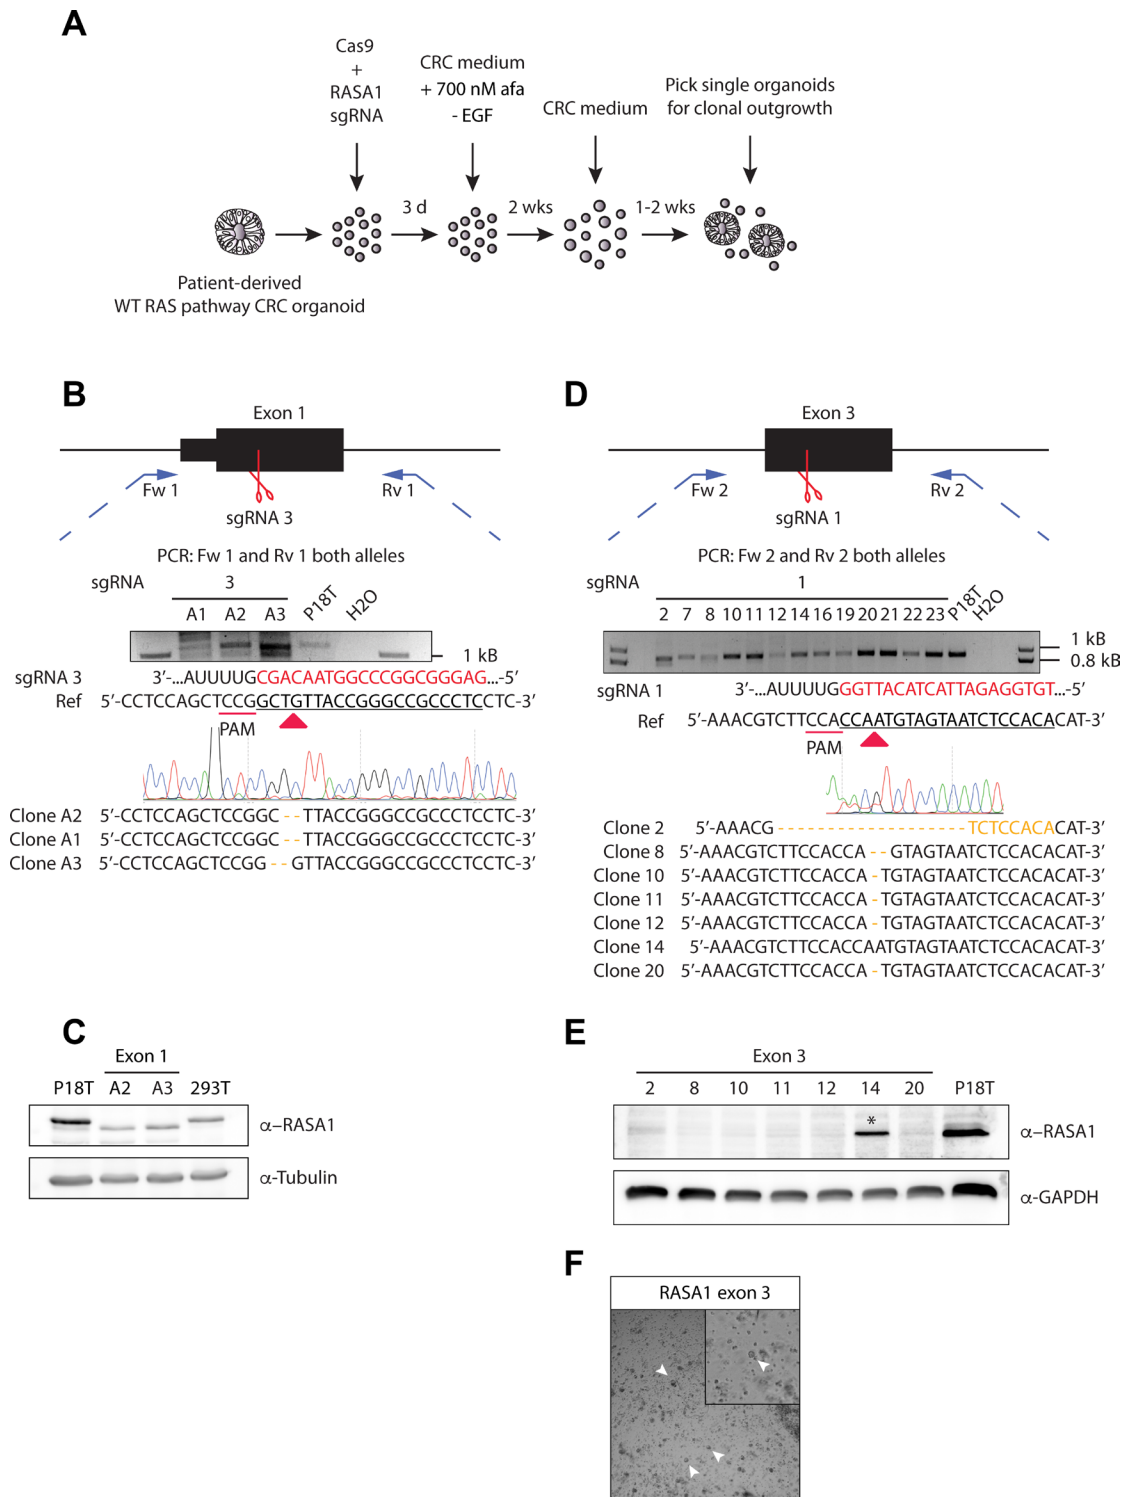 A
Cas9
+
RASA1
sgRNA
CRC medium
+ 700 nM afa
- EGF
CRC medium
Pick single organoids
for clonal outgrowth
3 d
2 wks
1-2 wks
Patient-derived
WT RAS pathway CRC organoid
B
Exon 1
Fw 1
Rv 1
sgRNA 3
PCR: Fw 1 and Rv 1 both alleles
sgRNA
3
A1 A2 A3 P18T H2O
1 kB
sgRNA 3 3’-...AUUUUGCGACAAUGGCCCGGCGGGAG...-5’
Ref 5’-CCTCCAGCTCCGGCTGTTACCGGGCCGCCCTCCTC-3’
PAM
Clone A2 5’-CCTCCAGCTCCGGC--TTACCGGGCCGCCCTCCTC-3’
Clone A1 5’-CCTCCAGCTCCGGC--TTACCGGGCCGCCCTCCTC-3’
Clone A3 5’-CCTCCAGCTCCGG--GTTACCGGGCCGCCCTCCTC-3’
D
Exon 3
Fw 2
Rv 2
sgRNA 1
PCR: Fw 2 and Rv 2 both alleles
sgRNA
1
2 7 8 10 11 12 14 16 19 20 21 22 23 P18T H2O
1 kB
0.8 kB
sgRNA 1 3’-...AUUUUGGGTTACATCATTAGAGGTGT...-5’
Ref 5’-AAACGTCTTCCACCAATGTAGTAATCTCCACACAT-3’
PAM
Clone 2 5’-AAACG------------------TCTCCACACAT-3’
Clone 8 5’-AAACGTCTTCCACCA--GTAGTAATCTCCACACAT-3’
Clone 10 5’-AAACGTCTTCCACCA-TGTAGTAATCTCCACACAT-3’
Clone 11 5’-AAACGTCTTCCACCA-TGTAGTAATCTCCACACAT-3’
Clone 12 5’-AAACGTCTTCCACCA-TGTAGTAATCTCCACACAT-3’
Clone 14 5’-AAACGTCTTCCACCAATGTAGTAATCTCCACACAT-3’
Clone 20 5’-AAACGTCTTCCACCA-TGTAGTAATCTCCACACAT-3’
C
Exon 1
P18T A2 A3 293T
α–RASA1
α-Tubulin
E
Exon 3
2 8 10 11 12 14 20 P18T
*
α–RASA1
α-GAPDH
F
RASA1 exon 3